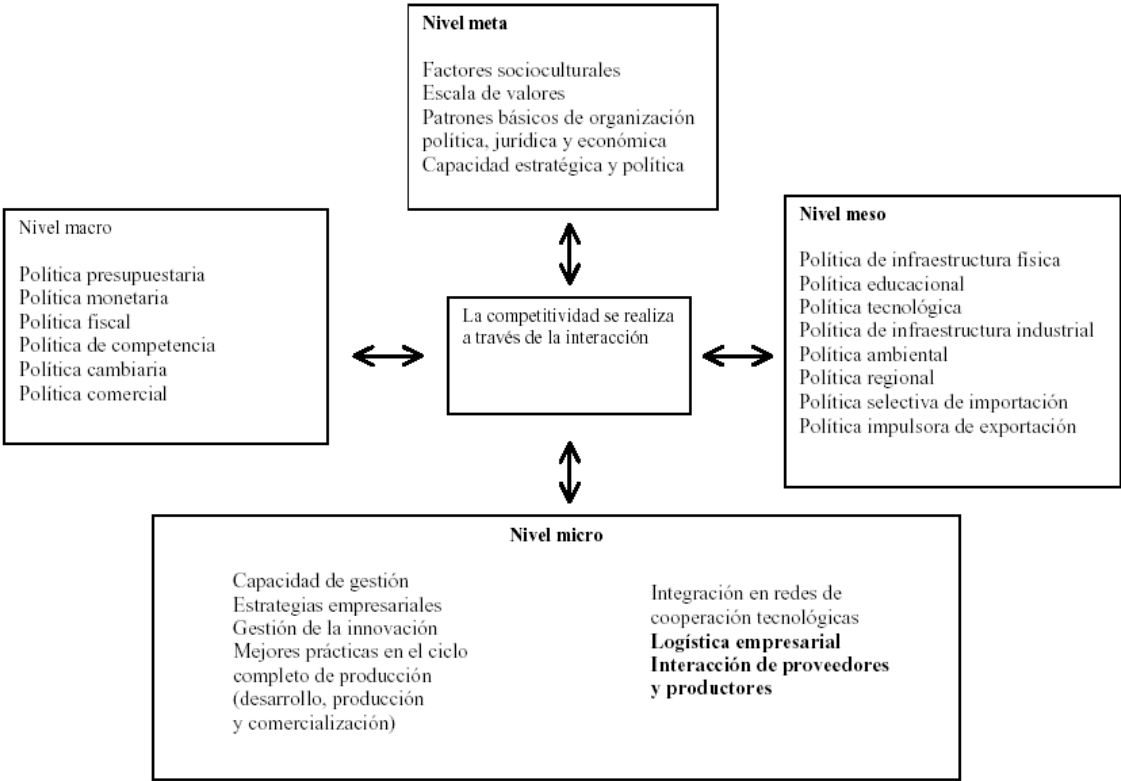 Nivel meta
Factores socioculturales
Escala de valores
Patrones básicos de organización
política, jurídica y económica
Capacidad estratégica y política
Nivel macro
Política presupuestaria
Política monetaria
Política fiscal
Política de competencia
Política cambiaria
Política comercial
La competitividad se realiza
a través de la interacción
Nivel meso
Política de infraestructura física
Política educacional
Política tecnológica
Política de infraestructura industrial
Política ambiental
Política regional
Política selectiva de importación
Política impulsora de exportación
Nivel micro
Capacidad de gestión
Estrategias empresariales
Gestión de la innovación
Mejores prácticas en el ciclo
completo de producción
(desarrollo, producción
y comercialización)
Integración en redes de
cooperación tecnológicas
Logística empresarial
Interacción de proveedores
y productores